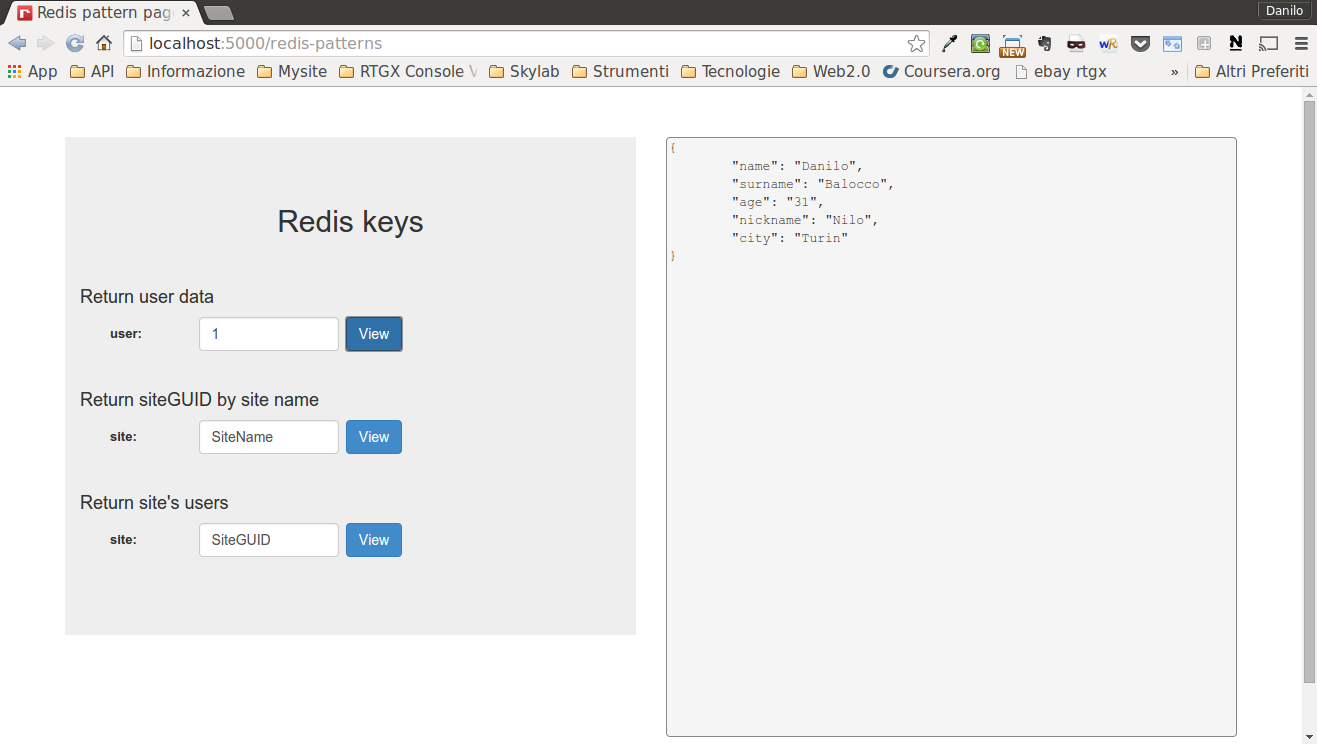 Redis pattern pag
Danilo
localhost:5000/redis-patterns
NEW
App API Informazione Mysite RTGX Console Skylab Strumenti Tecnologie Web2.0 Coursera.org ebay rtgx » Altri Preferiti
Redis keys
Return user data
user: 1 View
Return siteGUID by site name
site: SiteName View
Return site's users
site: SiteGUID View
{
"name": "Danilo",
"surname": "Balocco",
"age": "31",
"nickname": "Nilo",
"city": "Turin"
}